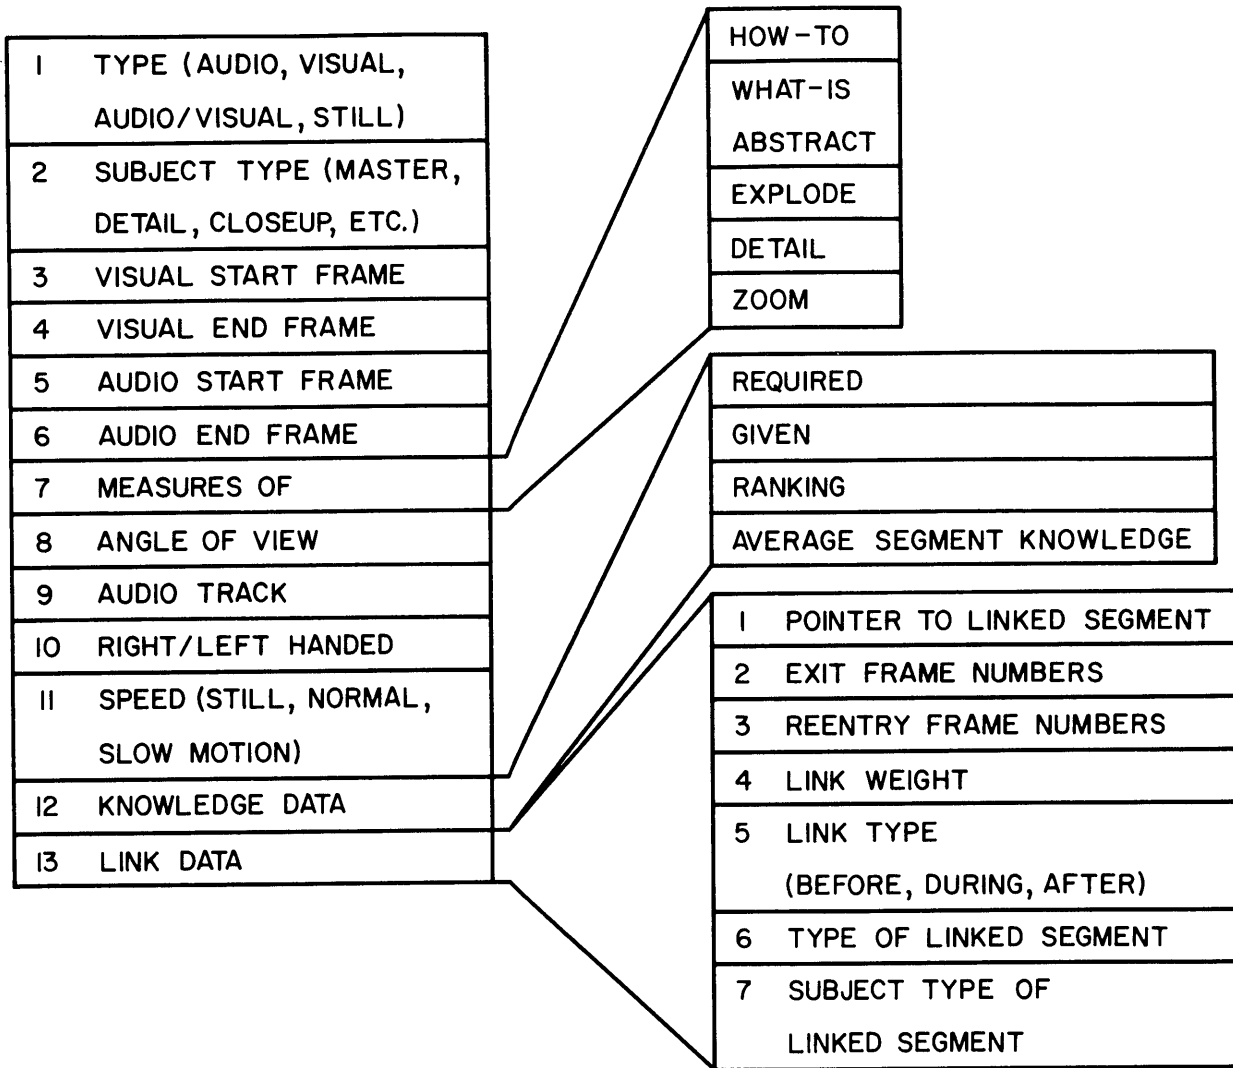 1 TYPE (AUDIO, VISUAL,
AUDIO/VISUAL, STILL)
2 SUBJECT TYPE (MASTER,
DETAIL, CLOSEUP, ETC.)
3 VISUAL START FRAME
4 VISUAL END FRAME
5 AUDIO START FRAME
6 AUDIO END FRAME
7 MEASURES OF
8 ANGLE OF VIEW
9 AUDIO TRACK
10 RIGHT/LEFT HANDED
11 SPEED (STILL, NORMAL,
SLOW MOTION)
12 KNOWLEDGE DATA
13 LINK DATA
HOW-TO
WHAT-IS
ABSTRACT
EXPLODE
DETAIL
ZOOM
REQUIRED
GIVEN
RANKING
AVERAGE SEGMENT KNOWLEDGE
1 POINTER TO LINKED SEGMENT
2 EXIT FRAME NUMBERS
3 REENTRY FRAME NUMBERS
4 LINK WEIGHT
5 LINK TYPE
(BEFORE, DURING, AFTER)
6 TYPE OF LINKED SEGMENT
7 SUBJECT TYPE OF
LINKED SEGMENT